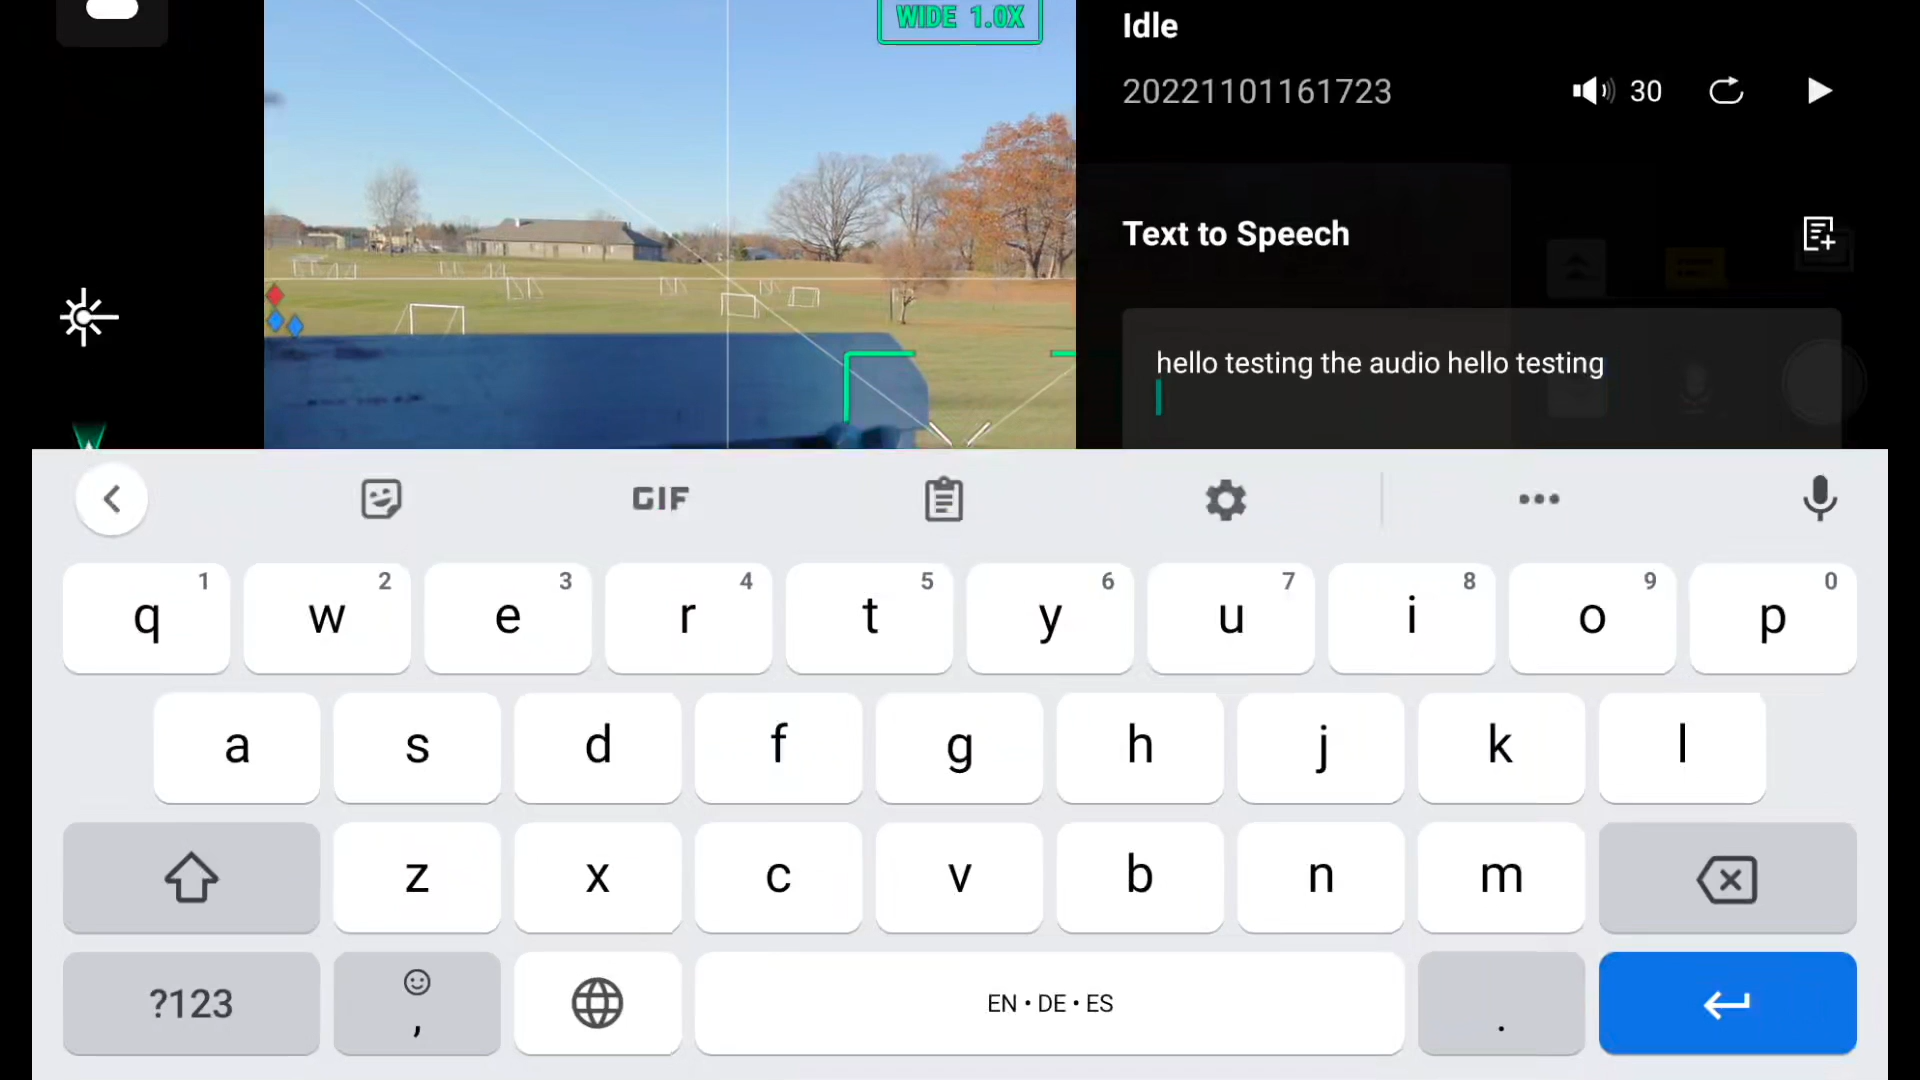 WIDE 1.0X
Idle
20221101161723
30
Text to Speech
hello testing the audio hello testing
GIF
q 1 w 2 e 3 r 4 t 5 y 6 u 7 i 8 o 9 p 0
a s d f g h j k l
z x c v b n m
?123 , EN • DE • ES .